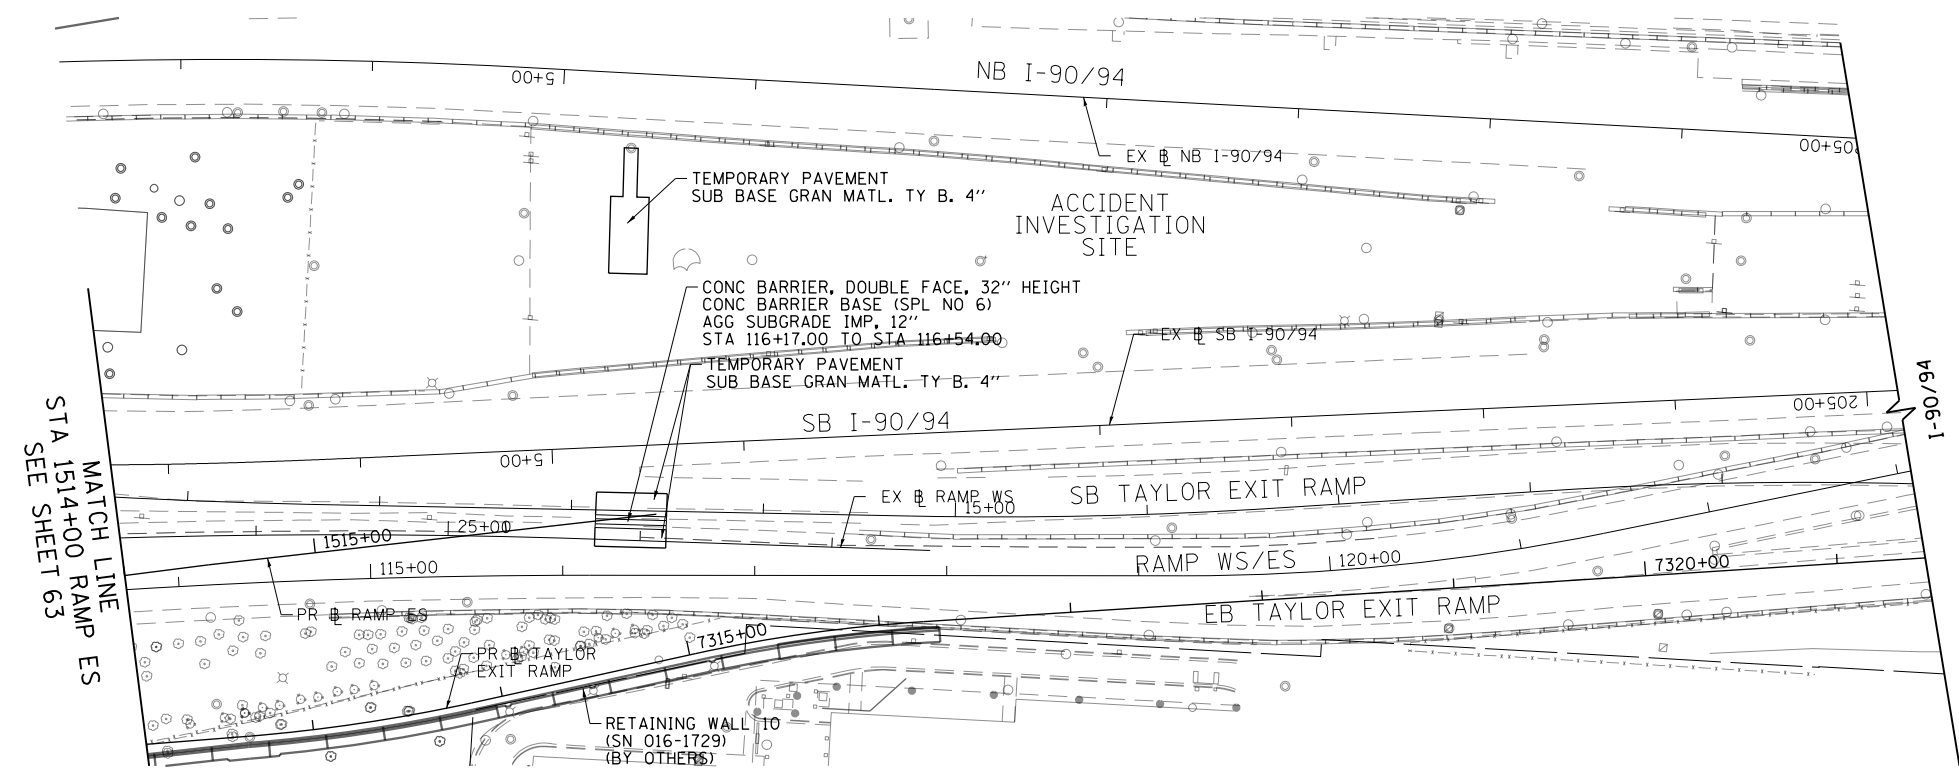 NB I-90/94
5+00
205+00
EX ℄ NB I-90/94
TEMPORARY PAVEMENT
SUB BASE GRAN MATL. TY B. 4''
ACCIDENT
INVESTIGATION
SITE
CONC BARRIER, DOUBLE FACE, 32'' HEIGHT
CONC BARRIER BASE (SPL NO 6)
AGG SUBGRADE IMP, 12''
STA 116+17.00 TO STA 116+54.00
EX ℄ SB I-90/94
TEMPORARY PAVEMENT
SUB BASE GRAN MATL. TY B. 4''
I-90/94
205+00
SB I-90/94
5+00
MATCH LINE
STA 1514+00 RAMP ES
SEE SHEET 63
EX ℄ RAMP WS
SB TAYLOR EXIT RAMP
15+00
25+00
1515+00
115+00
RAMP WS/ES
120+00
7320+00
PR ℄ RAMP ES
EB TAYLOR EXIT RAMP
7315+00
PR ℄ TAYLOR
EXIT RAMP
RETAINING WALL 10
(SN 016-1729)
(BY OTHERS)